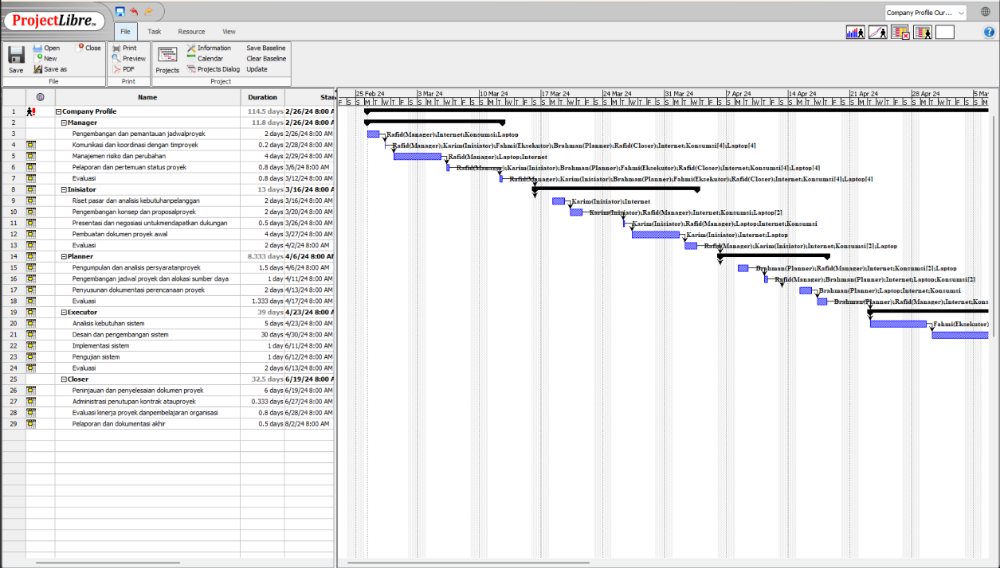 ProjectLibre™
Company Profile Our...
File Task Resource View
Save
Open
New
Save as
Close
File
Print
Preview
PDF
Print
Projects
Information
Calendar
Projects Dialog
Save Baseline
Clear Baseline
Update
Project
Name Duration Star
25 Feb 24 3 Mar 24 10 Mar 24 17 Mar 24 24 Mar 24 31 Mar 24 7 Apr 24 14 Apr 24 21 Apr 24 28 Apr 24 5 May
F S S M T W T F S S M T W T F S S M T W T F S S M T W T F S S M T W T F S S M T W T F S S M T W T F S S M T W T F S S M T W T F S S M T W T F S S M T W T F S S M
1 Company Profile 114.5 days 2/26/24 8:00 A
2 Manager 11.8 days 2/26/24 8:00 A
3 Pengembangan dan pemantauan jadwalproyek 2 days 2/26/24 8:00 AM Rafid(Manager);Internet;Konsumsi;Laptop
4 Komunikasi dan koordinasi dengan timproyek 0.2 days 2/28/24 8:00 AM Rafid(Manager);Karim(Inisiator);Fahmi(Eksekutor);Brahman(Planner);Rafid(Closer);Internet;Konsumsi[4];Laptop[4]
5 Manajemen risiko dan perubahan 4 days 2/29/24 8:00 AM Rafid(Manager);Laptop;Internet
6 Pelaporan dan pertemuan status proyek 0.8 days 3/6/24 8:00 AM Rafid(Manager);Karim(Inisiator);Brahman(Planner);Fahmi(Eksekutor);Rafid(Closer);Internet;Konsumsi[4];Laptop[4]
7 Evaluasi 0.8 days 3/12/24 8:00 AM Rafid(Manager);Karim(Inisiator);Brahman(Planner);Fahmi(Eksekutor);Rafid(Closer);Internet;Konsumsi[4];Laptop[4]
8 Inisiator 13 days 3/16/24 8:00 A
9 Riset pasar dan analisis kebutuhanpelanggan 2 days 3/16/24 8:00 AM Karim(Inisiator);Internet
10 Pengembangan konsep dan proposalproyek 2 days 3/20/24 8:00 AM Karim(Inisiator);Rafid(Manager);Internet;Konsumsi;Laptop[2]
11 Presentasi dan negosiasi untukmendapatkan dukungan 0.5 days 3/26/24 8:00 AM Karim(Inisiator);Rafid(Manager);Laptop;Internet;Konsumsi
12 Pembuatan dokumen proyek awal 4 days 3/27/24 8:00 AM Karim(Inisiator);Internet;Laptop
13 Evaluasi 2 days 4/2/24 8:00 AM Rafid(Manager);Karim(Inisiator);Internet;Konsumsi[2];Laptop
14 Planner 8.333 days 4/6/24 8:00 AM
15 Pengumpulan dan analisis persyaratanproyek 1.5 days 4/6/24 8:00 AM Brahman(Planner);Rafid(Manager);Internet;Konsumsi[2];Laptop
16 Pengembangan jadwal proyek dan alokasi sumber daya 1 day 4/11/24 8:00 AM Rafid(Manager);Brahman(Planner);Internet;Laptop;Konsumsi[2]
17 Penyusunan dokumentasi perencanaan proyek 2 days 4/13/24 8:00 AM Brahman(Planner);Laptop;Internet;Konsumsi
18 Evaluasi 1.333 days 4/17/24 8:00 AM Brahman(Planner);Rafid(Manager);Internet;Kons
19 Executor 39 days 4/23/24 8:00 A
20 Analisis kebutuhan sistem 5 days 4/23/24 8:00 AM Fahmi(Eksekutor)
21 Desain dan pengembangan sistem 30 days 4/30/24 8:00 AM
22 Implementasi sistem 1 day 6/11/24 8:00 AM
23 Pengujian sistem 1 day 6/12/24 8:00 AM
24 Evaluasi 2 days 6/13/24 8:00 AM
25 Closer 32.5 days 6/19/24 8:00 A
26 Peninjauan dan penyelesaian dokumen proyek 6 days 6/19/24 8:00 AM
27 Administrasi penutupan kontrak atauproyek 0.333 days 6/27/24 8:00 AM
28 Evaluasi kinerja proyek danpembelajaran organisasi 0.8 days 6/28/24 8:00 AM
29 Pelaporan dan dokumentasi akhir 0.5 days 8/2/24 8:00 AM